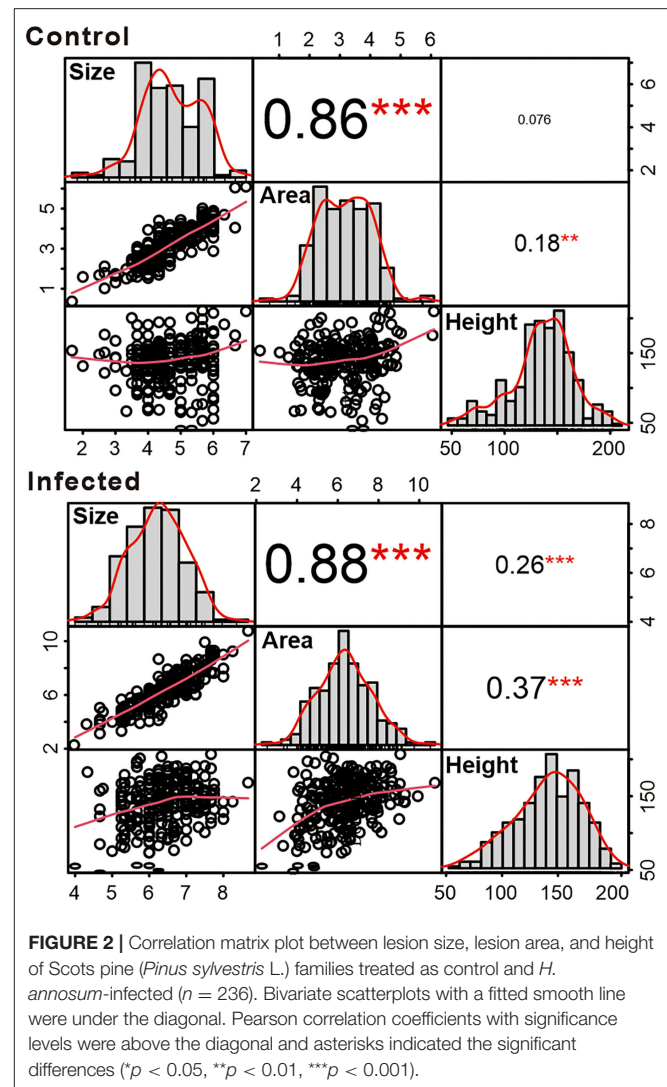 Control
1 2 3 4 5 6
Size
0.86***
0.076
2 4 6
1 3 5
Area
0.18**
Height
50 150
2 3 4 5 6 7
50 100 150 200
Infected
2 4 6 8 10
Size
0.88***
0.26***
4 6 8
2 6 10
Area
0.37***
Height
50 150
4 5 6 7 8
50 100 150 200
FIGURE 2 | Correlation matrix plot between lesion size, lesion area, and height
of Scots pine (Pinus sylvestris L.) families treated as control and H.
annosum-infected (n = 236). Bivariate scatterplots with a fitted smooth line
were under the diagonal. Pearson correlation coefficients with significance
levels were above the diagonal and asterisks indicated the significant
differences (*p < 0.05, **p < 0.01, ***p < 0.001).